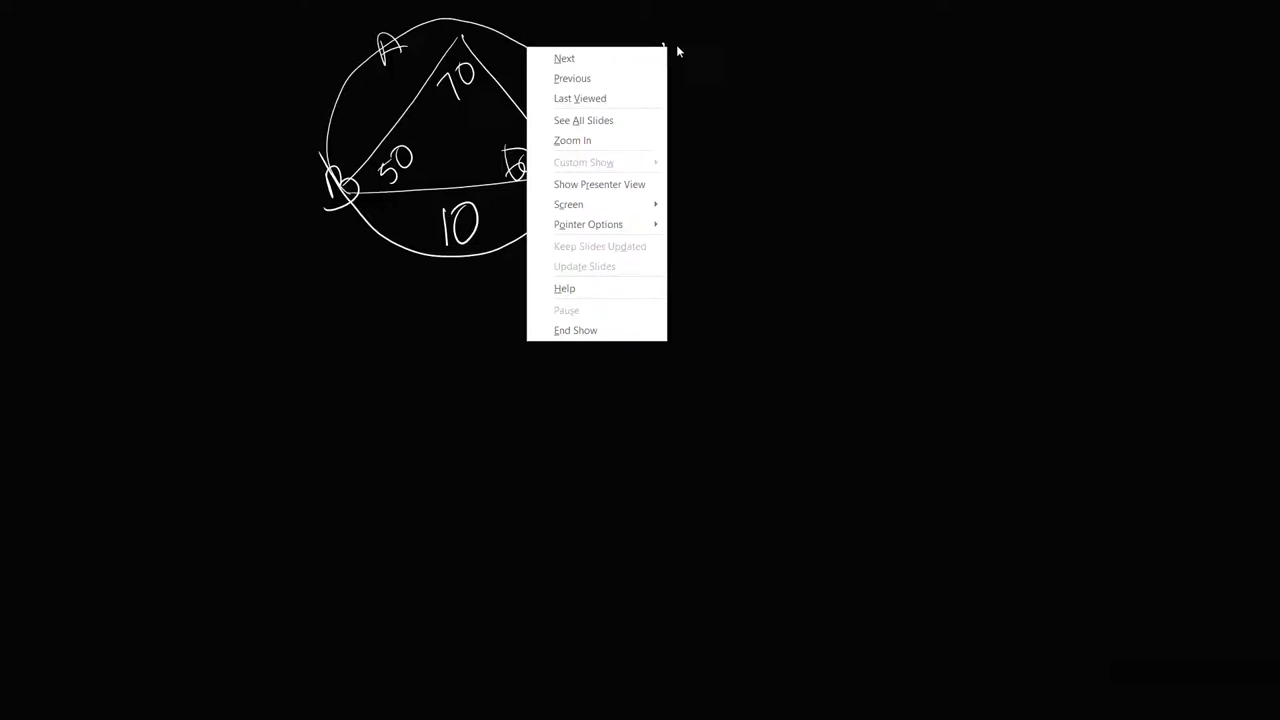 A
70
50
B
10
Next
Previous
Last Viewed
See All Slides
Zoom In
Custom Show
Show Presenter View
Screen
Pointer Options
Keep Slides Updated
Update Slides
Help
Pause
End Show